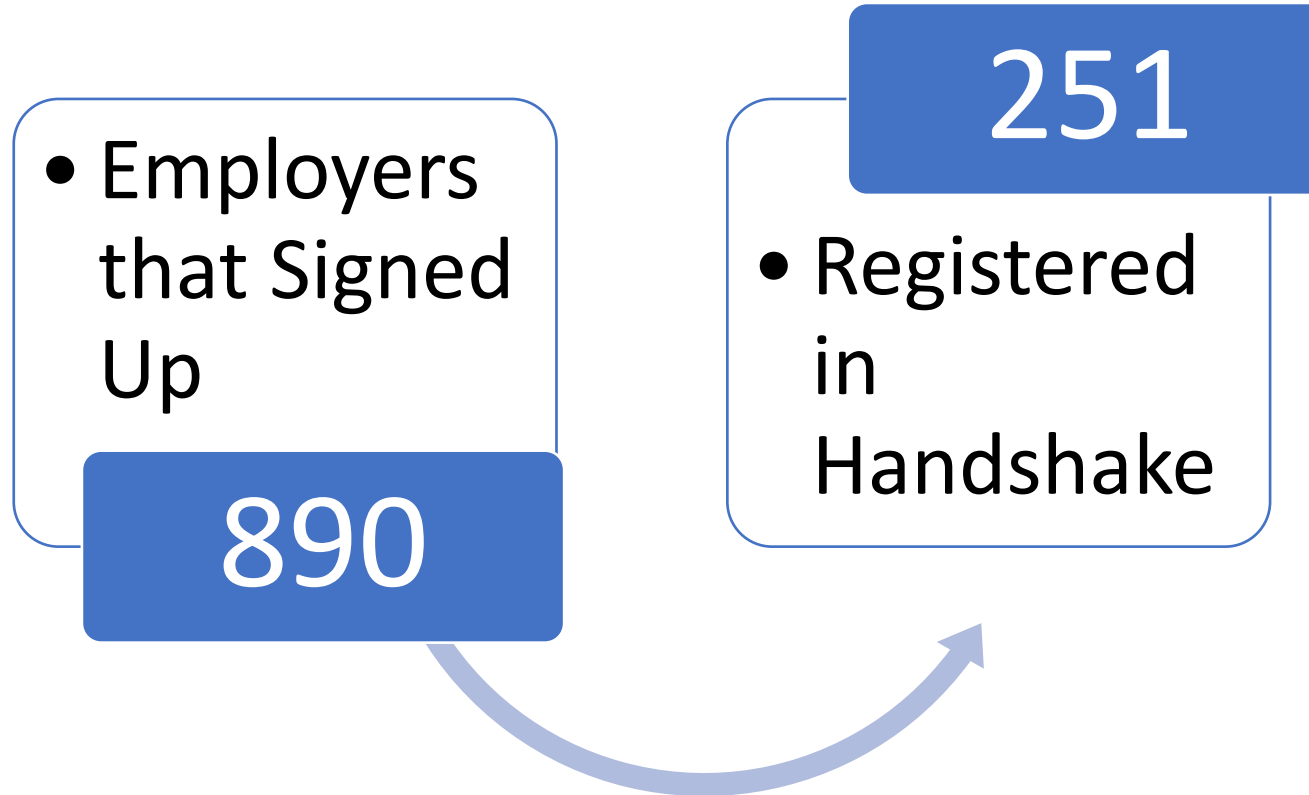 • Employers
that Signed
Up
890
251
• Registered
in
Handshake